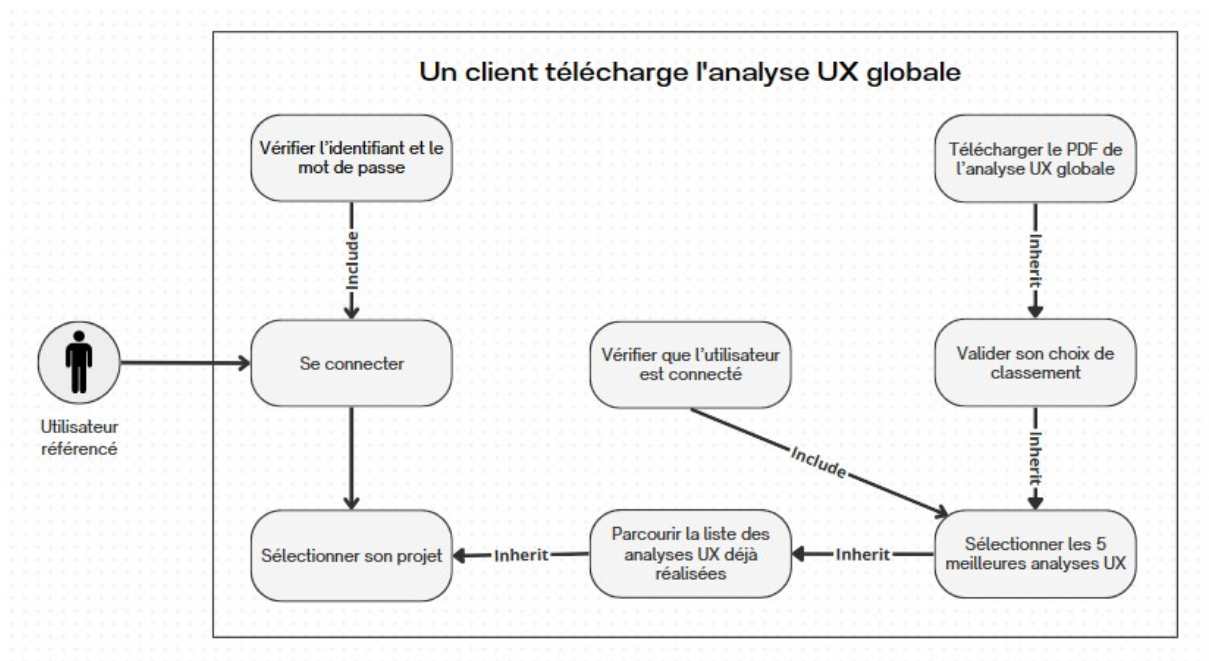 Un client télécharge l'analyse UX globale
Vérifier l'identifiant et le
mot de passe
Télécharger le PDF de
l'analyse UX globale
Include
Inherit
Utilisateur
référencé
Se connecter
Vérifier que l'utilisateur
est connecté
Valider son choix de
classement
Include
Inherit
Sélectionner son projet
Inherit
Parcourir la liste des
analyses UX déjà
réalisées
Inherit
Sélectionner les 5
meilleures analyses UX